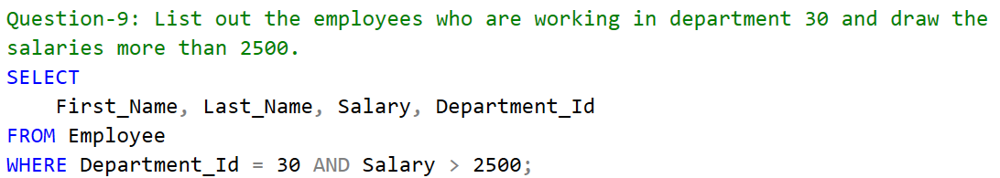 Question-9: List out the employees who are working in department 30 and draw the
salaries more than 2500.
SELECT
    First_Name, Last_Name, Salary, Department_Id
FROM Employee
WHERE Department_Id = 30 AND Salary > 2500;